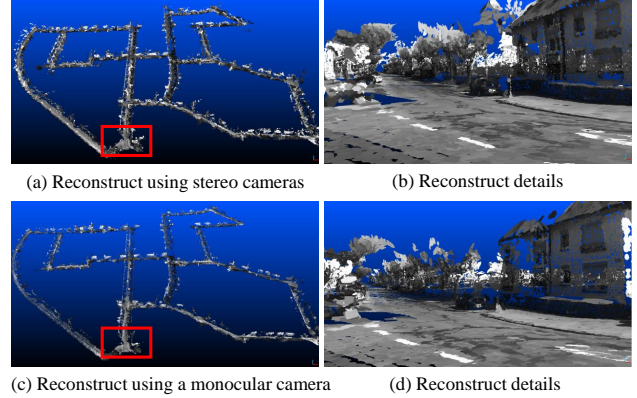 (a) Reconstruct using stereo cameras
(b) Reconstruct details
(c) Reconstruct using a monocular camera
(d) Reconstruct details